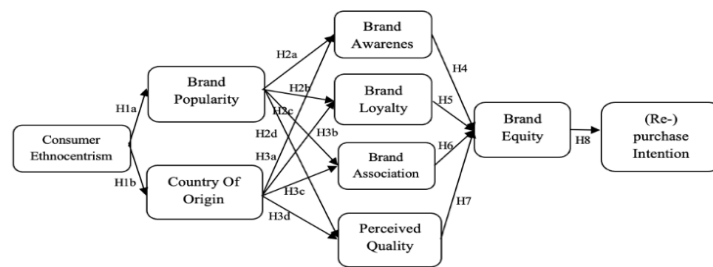 Consumer
Ethnocentrism
H1a
H1b
Brand
Popularity
Country Of
Origin
H2a
H2b
H2c
H2d
H3a
H3b
H3c
H3d
Brand
Awarenes
Brand
Loyalty
Brand
Association
Perceived
Quality
H4
H5
H6
H7
Brand
Equity
H8
(Re-)
purchase
Intention